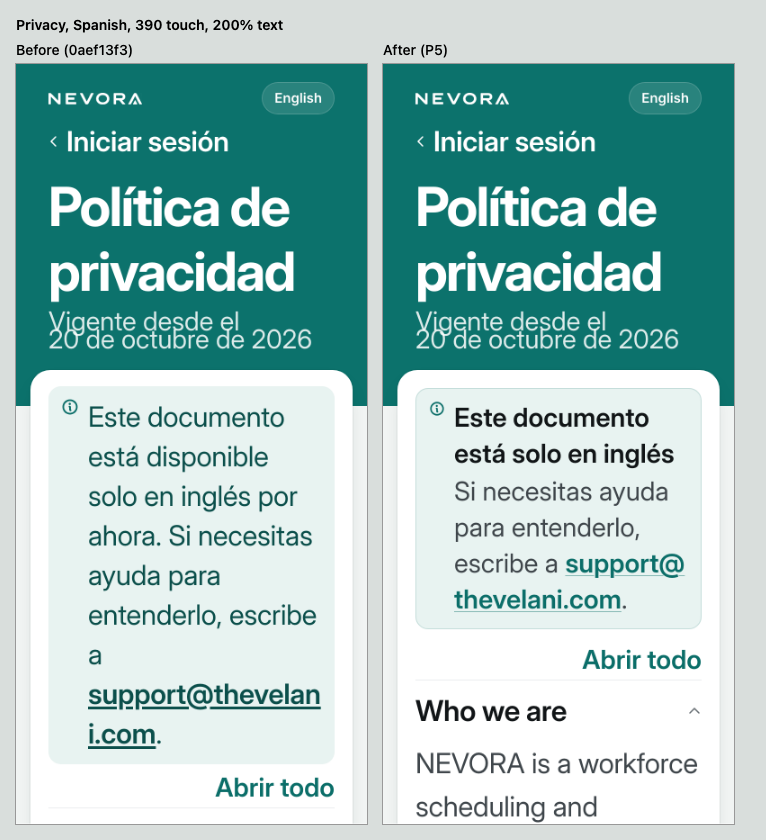 Privacy, Spanish, 390 touch, 200% text
Before (0aef13f3)
NEVORA
English
‹ Iniciar sesión
Política de
privacidad
Vigente desde el
20 de octubre de 2026
Este documento
está disponible
solo en inglés por
ahora. Si necesitas
ayuda para
entenderlo, escribe
a
support@thevelan
i.com.
Abrir todo
After (P5)
NEVORA
English
‹ Iniciar sesión
Política de
privacidad
Vigente desde el
20 de octubre de 2026
Este documento
está solo en inglés
Si necesitas ayuda
para entenderlo,
escribe a support@
thevelani.com.
Abrir todo
Who we are
NEVORA is a workforce
scheduling and